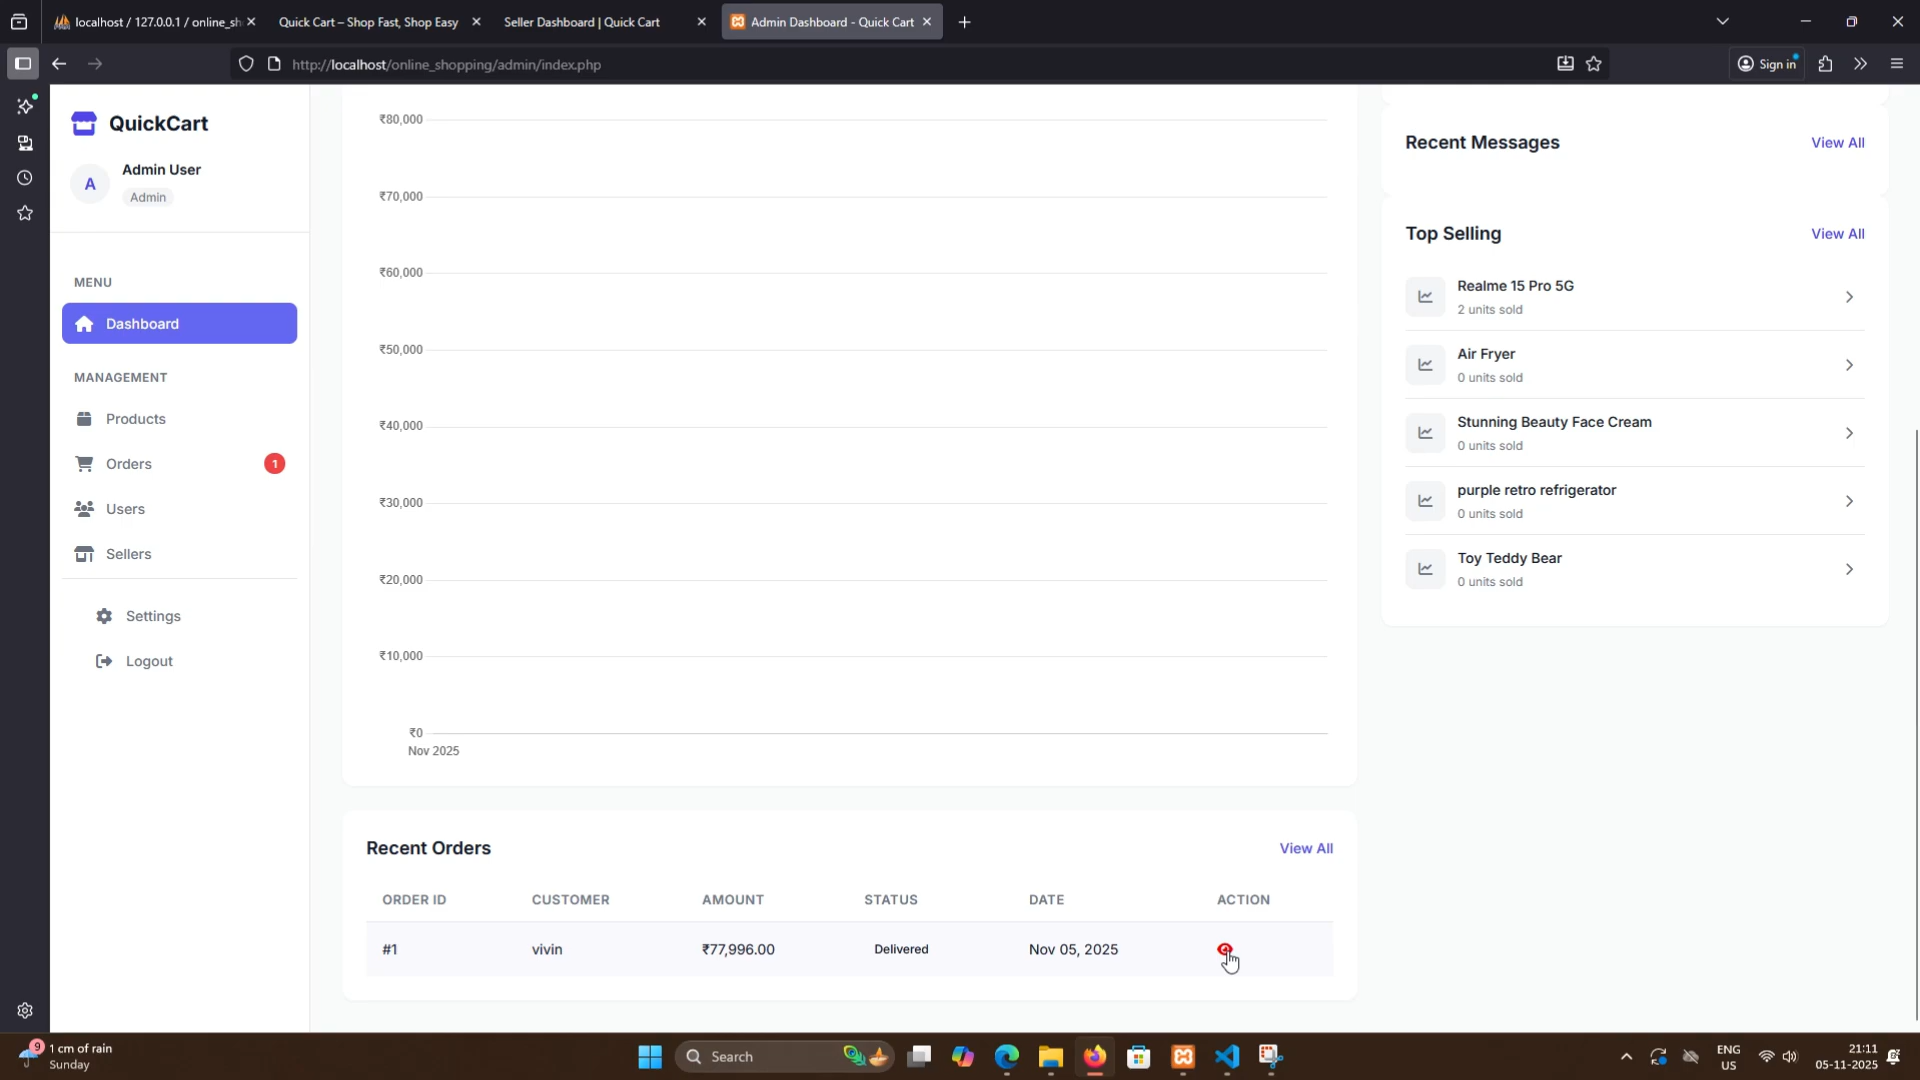 localhost / 127.0.0.1 / online_sh
Quick Cart – Shop Fast, Shop Easy
Seller Dashboard | Quick Cart
Admin Dashboard - Quick Cart
http://localhost/online_shopping/admin/index.php
Sign in
QuickCart
A
Admin User
Admin
MENU
Dashboard
MANAGEMENT
Products
Orders
1
Users
Sellers
Settings
Logout
₹80,000
₹70,000
₹60,000
₹50,000
₹40,000
₹30,000
₹20,000
₹10,000
₹0
Nov 2025
Recent Orders
View All
ORDER ID CUSTOMER AMOUNT STATUS DATE ACTION
#1 vivin ₹77,996.00 Delivered Nov 05, 2025
Recent Messages
View All
Top Selling
View All
Realme 15 Pro 5G
2 units sold
Air Fryer
0 units sold
Stunning Beauty Face Cream
0 units sold
purple retro refrigerator
0 units sold
Toy Teddy Bear
0 units sold
9
1 cm of rain
Sunday
Search
ENG
US
21:11
05-11-2025